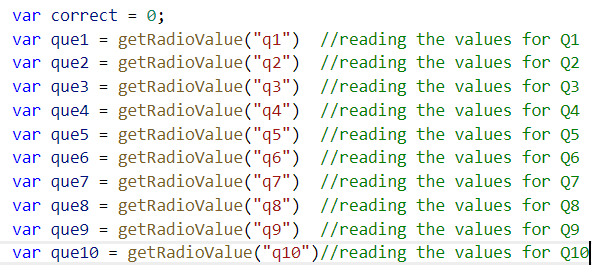 var correct = 0;
var que1 = getRadioValue("q1")  //reading the values for Q1
var que2 = getRadioValue("q2")  //reading the values for Q2
var que3 = getRadioValue("q3")  //reading the values for Q3
var que4 = getRadioValue("q4")  //reading the values for Q4
var que5 = getRadioValue("q5")  //reading the values for Q5
var que6 = getRadioValue("q6")  //reading the values for Q6
var que7 = getRadioValue("q7")  //reading the values for Q7
var que8 = getRadioValue("q8")  //reading the values for Q8
var que9 = getRadioValue("q9")  //reading the values for Q9
var que10 = getRadioValue("q10")//reading the values for Q10